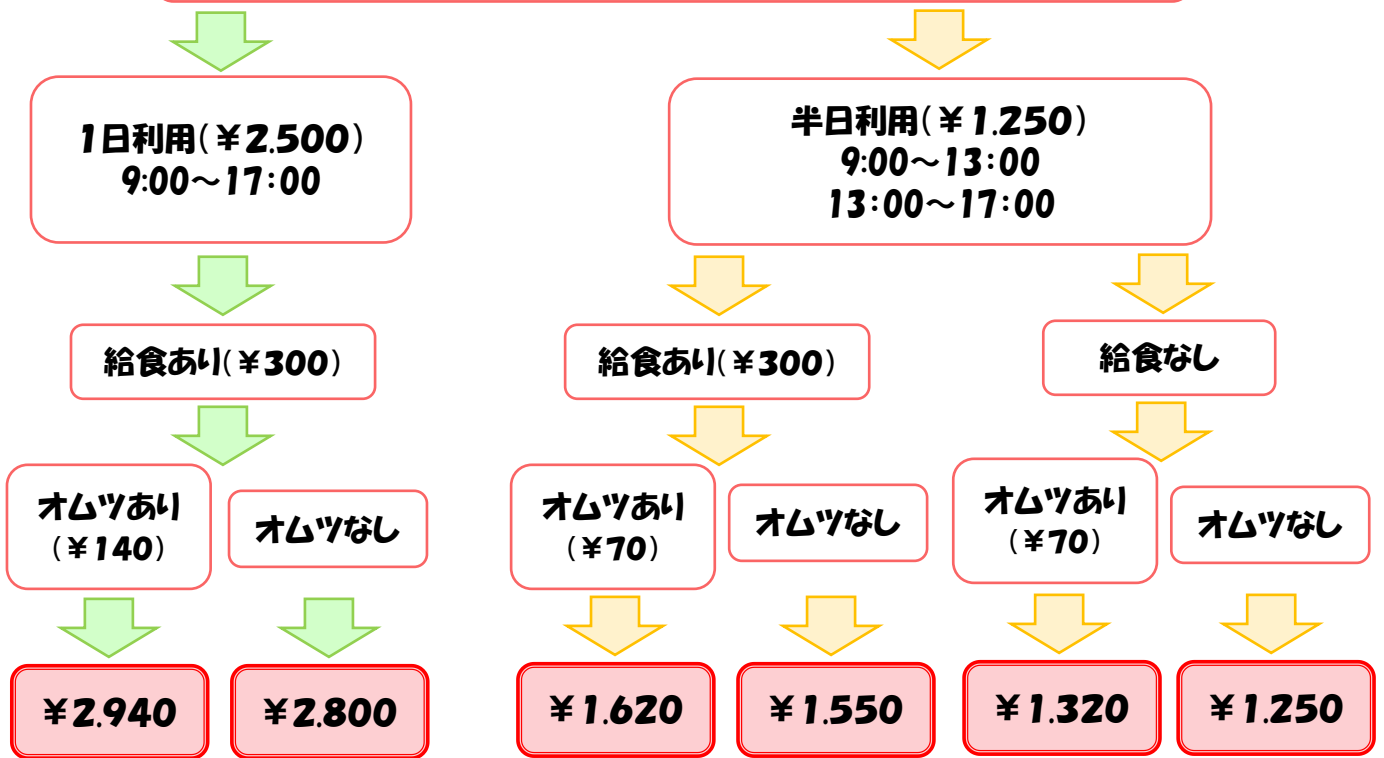 1日利用(¥2.500)
9:00~17:00
半日利用(¥1.250)
9:00~13:00
13:00~17:00
給食あり(¥300)
給食あり(¥300)
給食なし
オムツあり
(¥140)
オムツなし
オムツあり
(¥70)
オムツなし
オムツあり
(¥70)
オムツなし
¥2.940
¥2.800
¥1.620
¥1.550
¥1.320
¥1.250